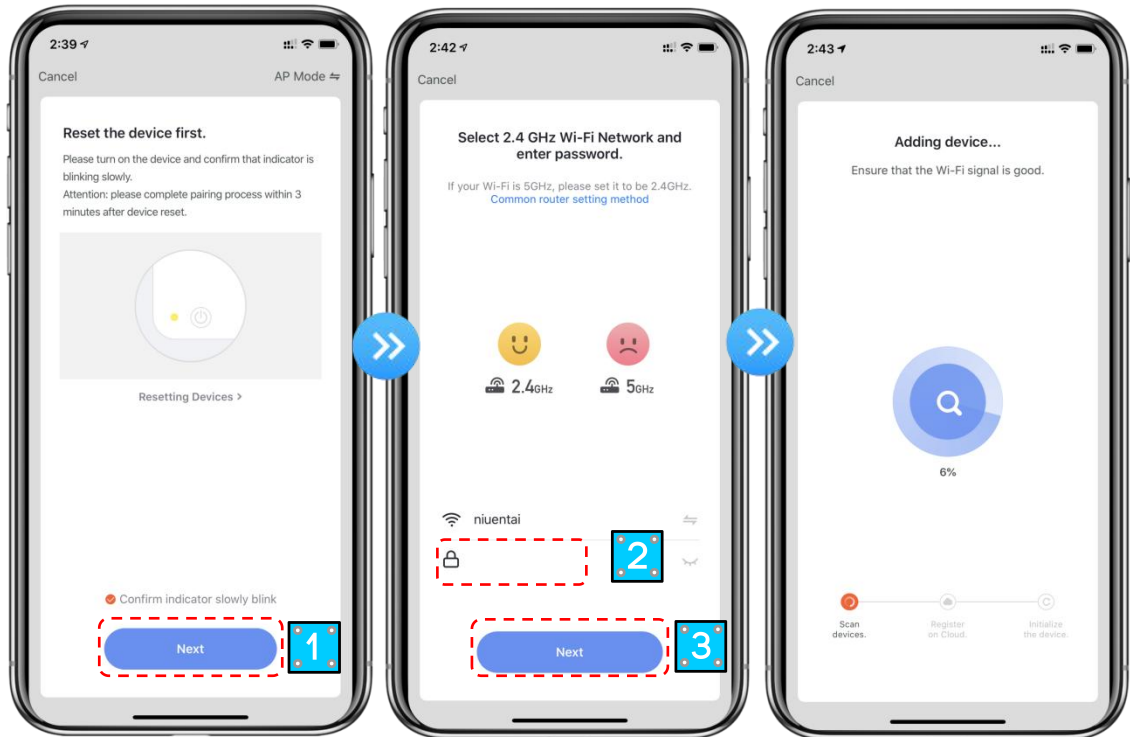 2:39
Cancel
AP Mode
Reset the device first.
Please turn on the device and confirm that indicator is
blinking slowly.
Attention: please complete pairing process within 3
minutes after device reset.
Resetting Devices >
Confirm indicator slowly blink
Next
1
2:42
Cancel
Select 2.4 GHz Wi-Fi Network and
enter password.
If your Wi-Fi is 5GHz, please set it to be 2.4GHz.
Common router setting method
2.4GHz
5GHz
niuentai
2
Next
3
2:43
Cancel
Adding device...
Ensure that the Wi-Fi signal is good.
6%
Scan
devices.
Register
on Cloud.
Initialize
the device.